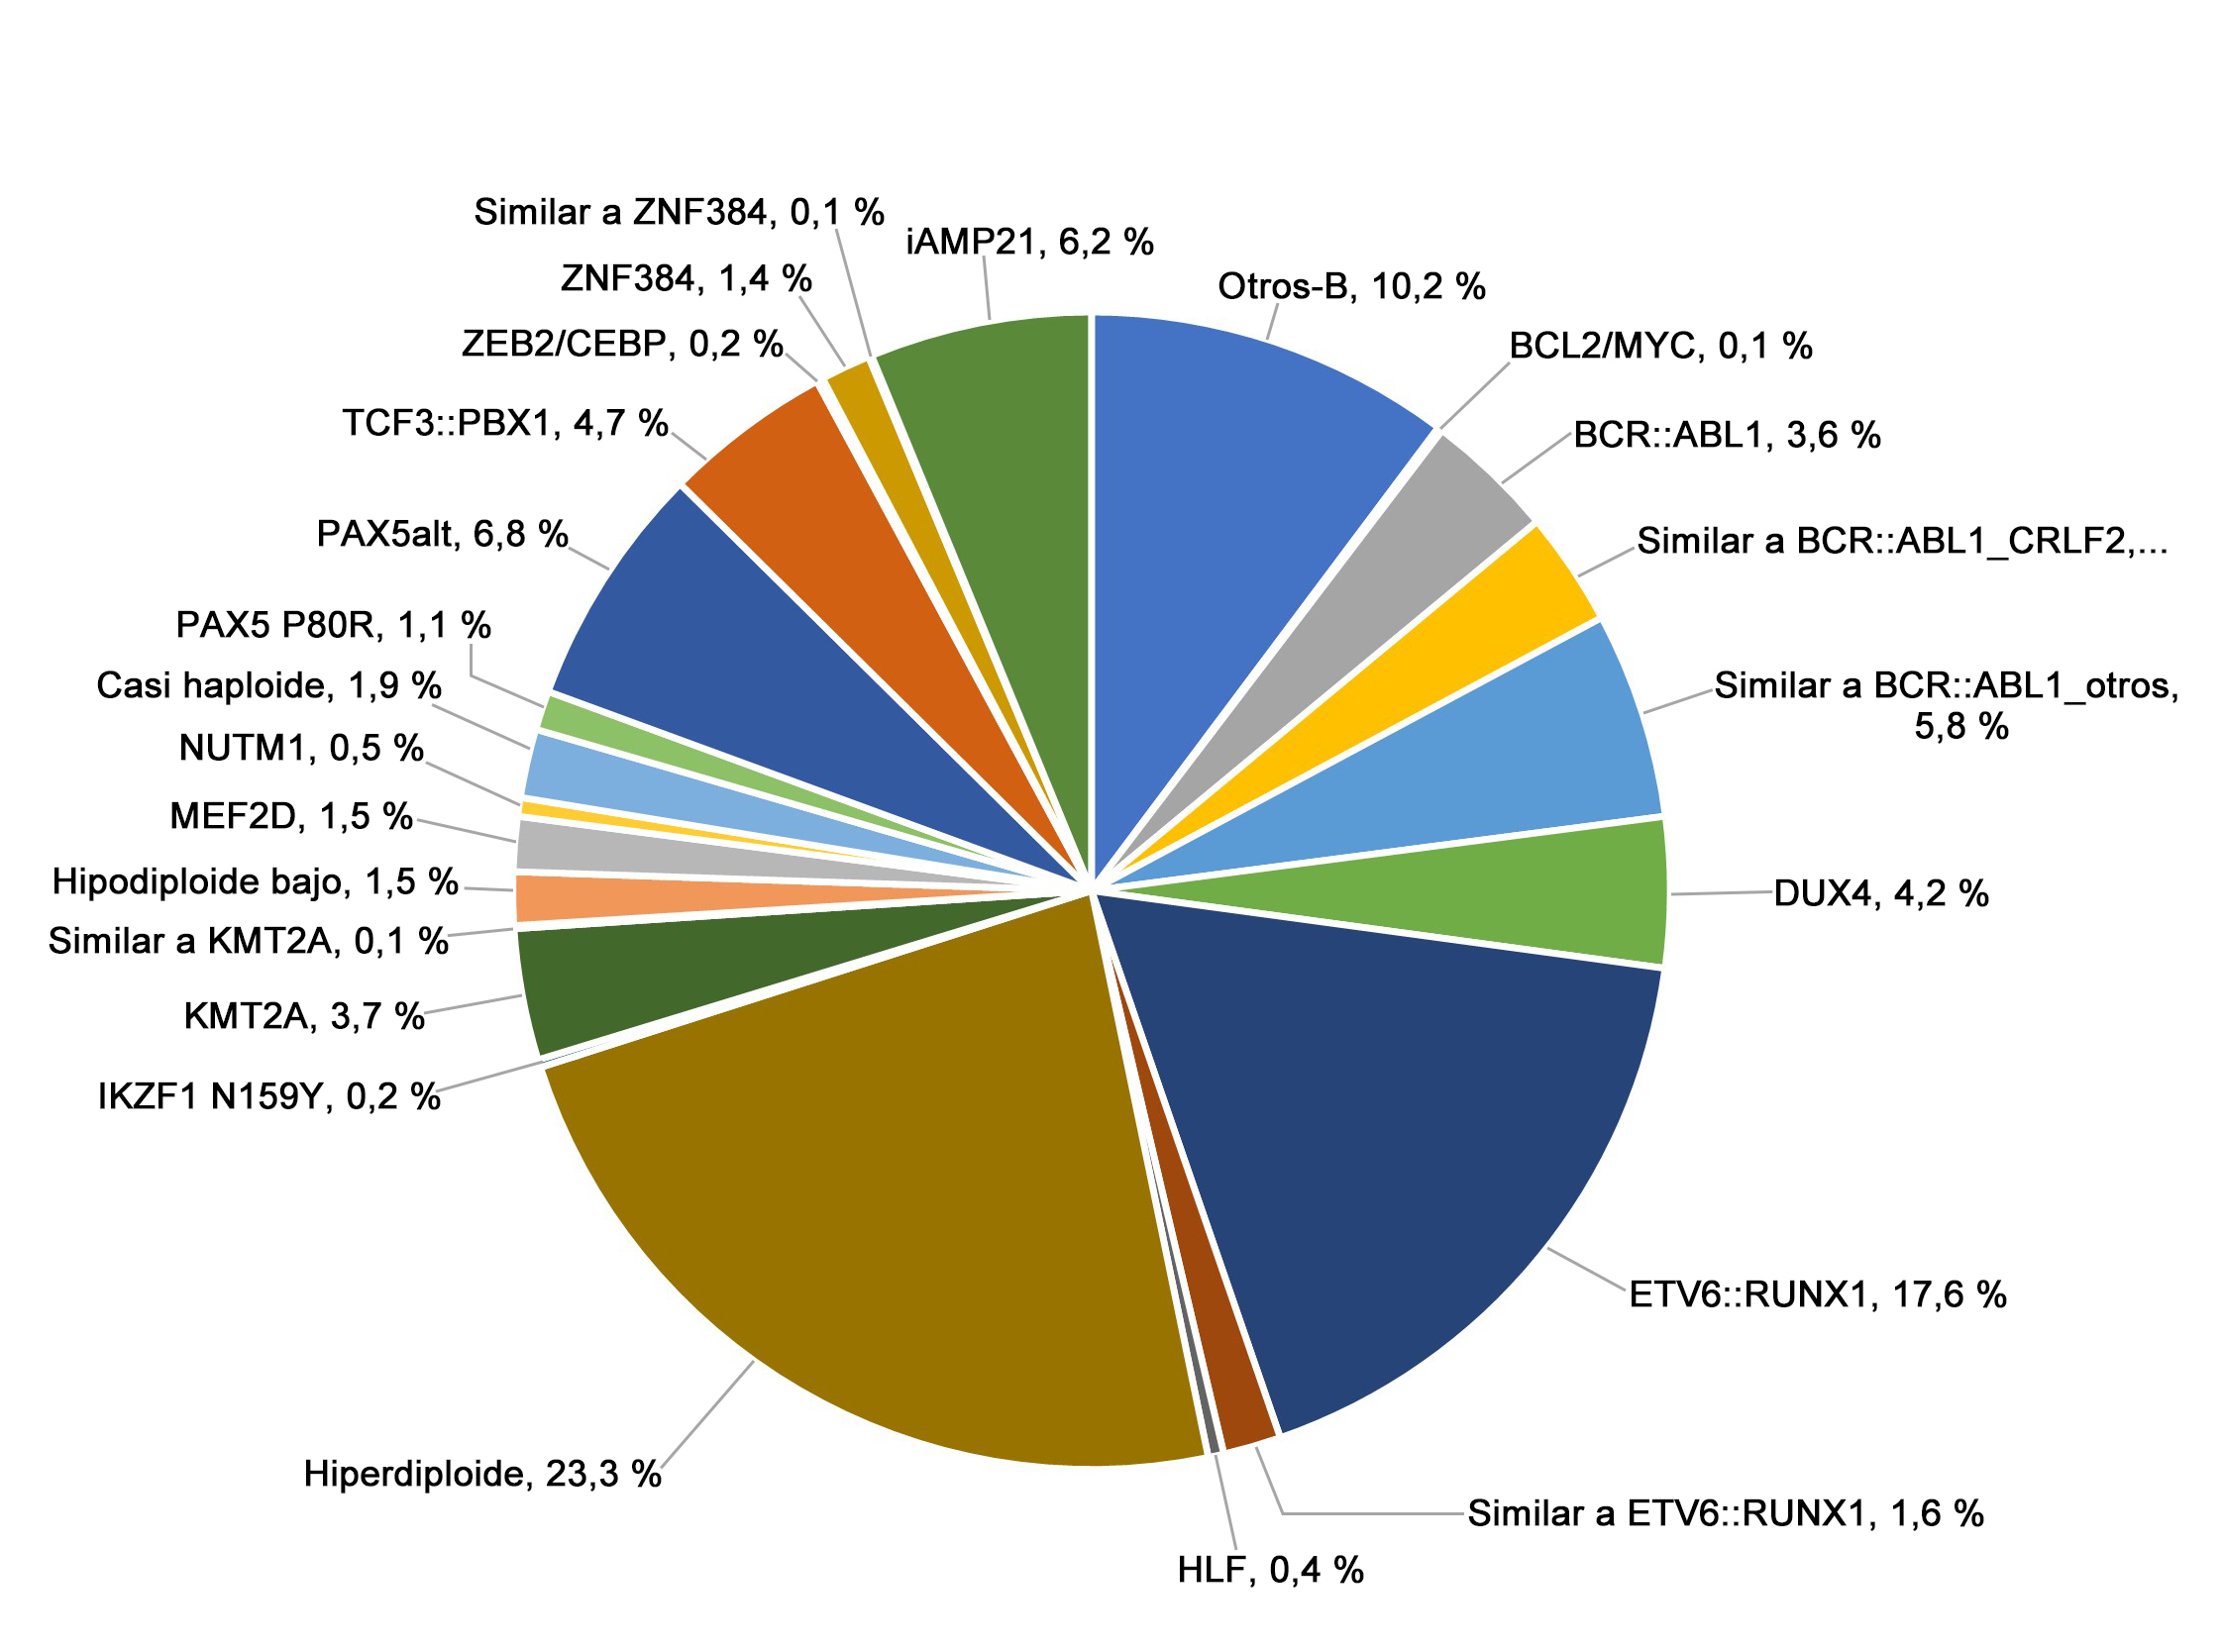 Similar a ZNF384, 0,1 %
iAMP21, 6,2 %
ZNF384, 1,4 %
Otros-B, 10,2 %
ZEB2/CEBP, 0,2 %
BCL2/MYC, 0,1 %
TCF3::PBX1, 4,7 %
BCR::ABL1, 3,6 %
PAX5alt, 6,8 %
Similar a BCR::ABL1_CRLF2,...
PAX5 P80R, 1,1 %
Casi haploide, 1,9 %
Similar a BCR::ABL1_otros,
5,8 %
NUTM1, 0,5 %
MEF2D, 1,5 %
Hipodiploide bajo, 1,5 %
DUX4, 4,2 %
Similar a KMT2A, 0,1 %
KMT2A, 3,7 %
IKZF1 N159Y, 0,2 %
ETV6::RUNX1, 17,6 %
Hiperdiploide, 23,3 %
Similar a ETV6::RUNX1, 1,6 %
HLF, 0,4 %